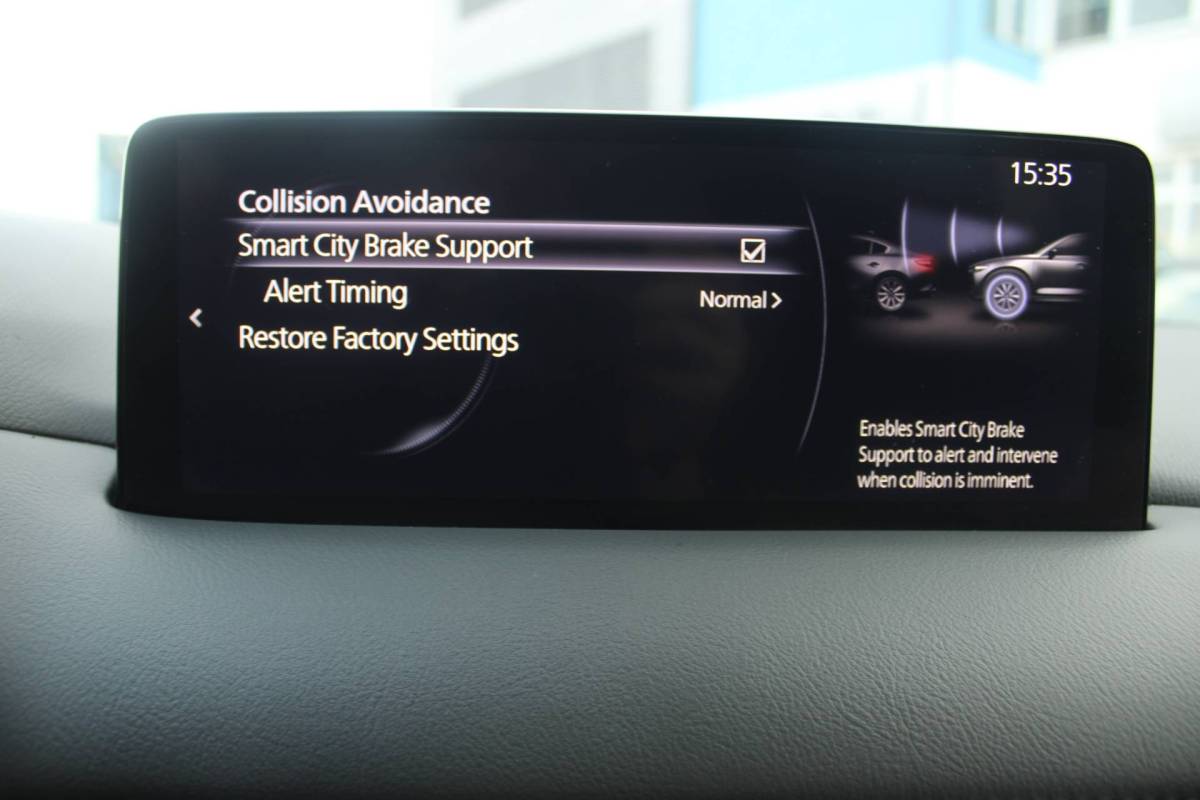 15:35
Collision Avoidance
Smart City Brake Support
Alert Timing Normal >
Restore Factory Settings
Enables Smart City Brake
Support to alert and intervene
when collision is imminent.